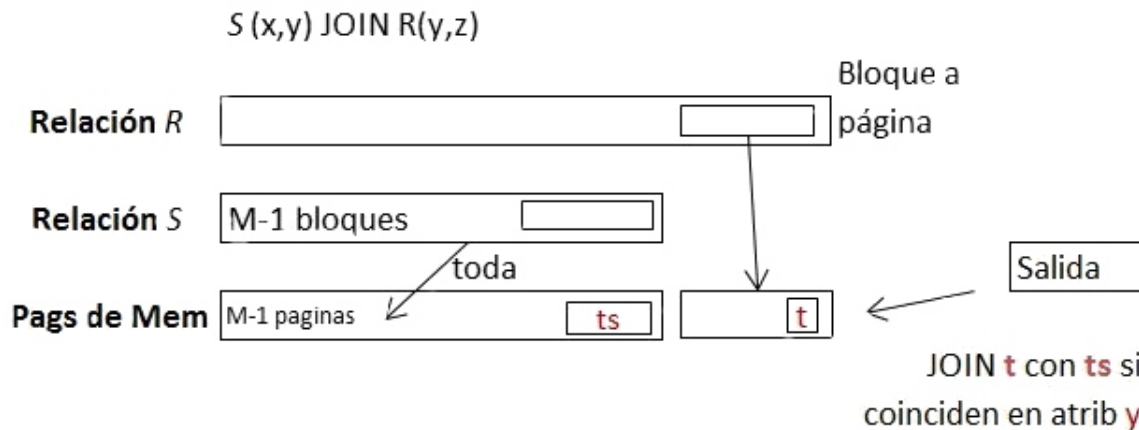 S (x,y) JOIN R(y,z)
Bloque a
página
Relación R
Relación S
M-1 bloques
toda
Salida
Pags de Mem
M-1 paginas
ts
t
JOIN t con ts si
coinciden en atrib y